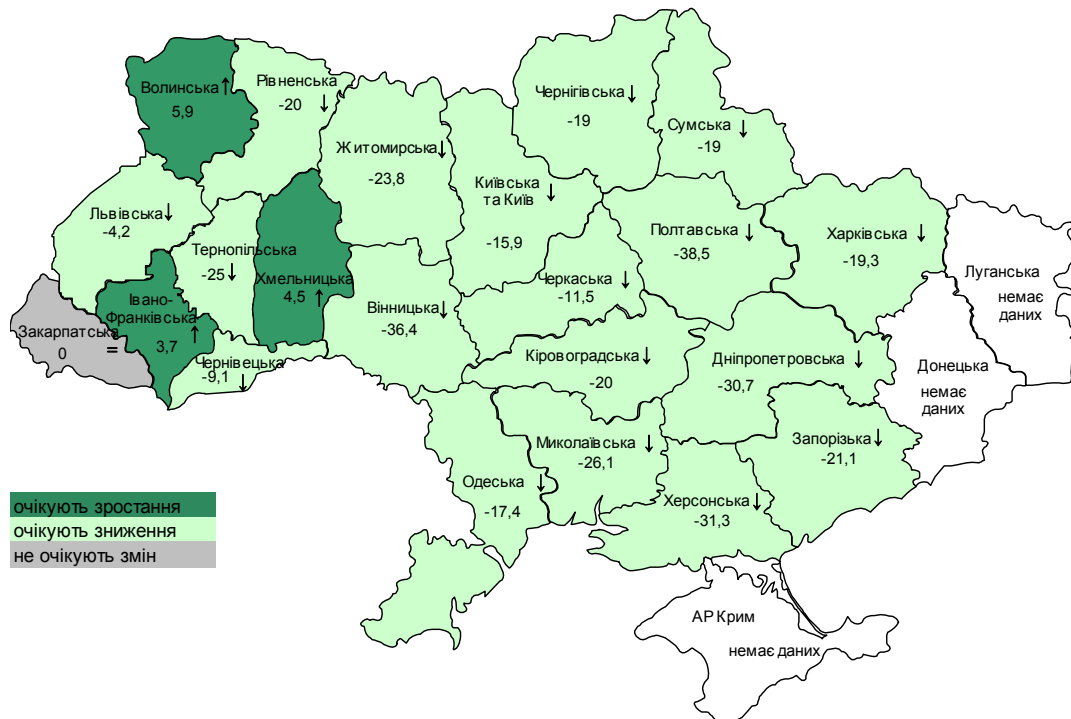 Волинська ↑
5,9
Рівненська
-20 ↓
Житомирська ↓
-23,8
Київська
та Київ ↓
-15,9
Чернігівська ↓
-19
Сумська ↓
-19
Львівська ↓
-4,2
Тернопільська
-25 ↓
Хмельницька
4,5 ↑
Івано-
Франківська
3,7 ↑
Закарпатська
0 =
Чернівецька
-9,1 ↓
Вінницька ↓
-36,4
Черкаська ↓
-11,5
Полтавська ↓
-38,5
Харківська ↓
-19,3
Луганська
немає
даних
Донецька
немає
даних
Кіровоградська ↓
-20
Дніпропетровська ↓
-30,7
Запорізька ↓
-21,1
Миколаївська ↓
-26,1
Одеська ↓
-17,4
Херсонська ↓
-31,3
АР Крим
немає даних
очікують зростання
очікують зниження
не очікують змін